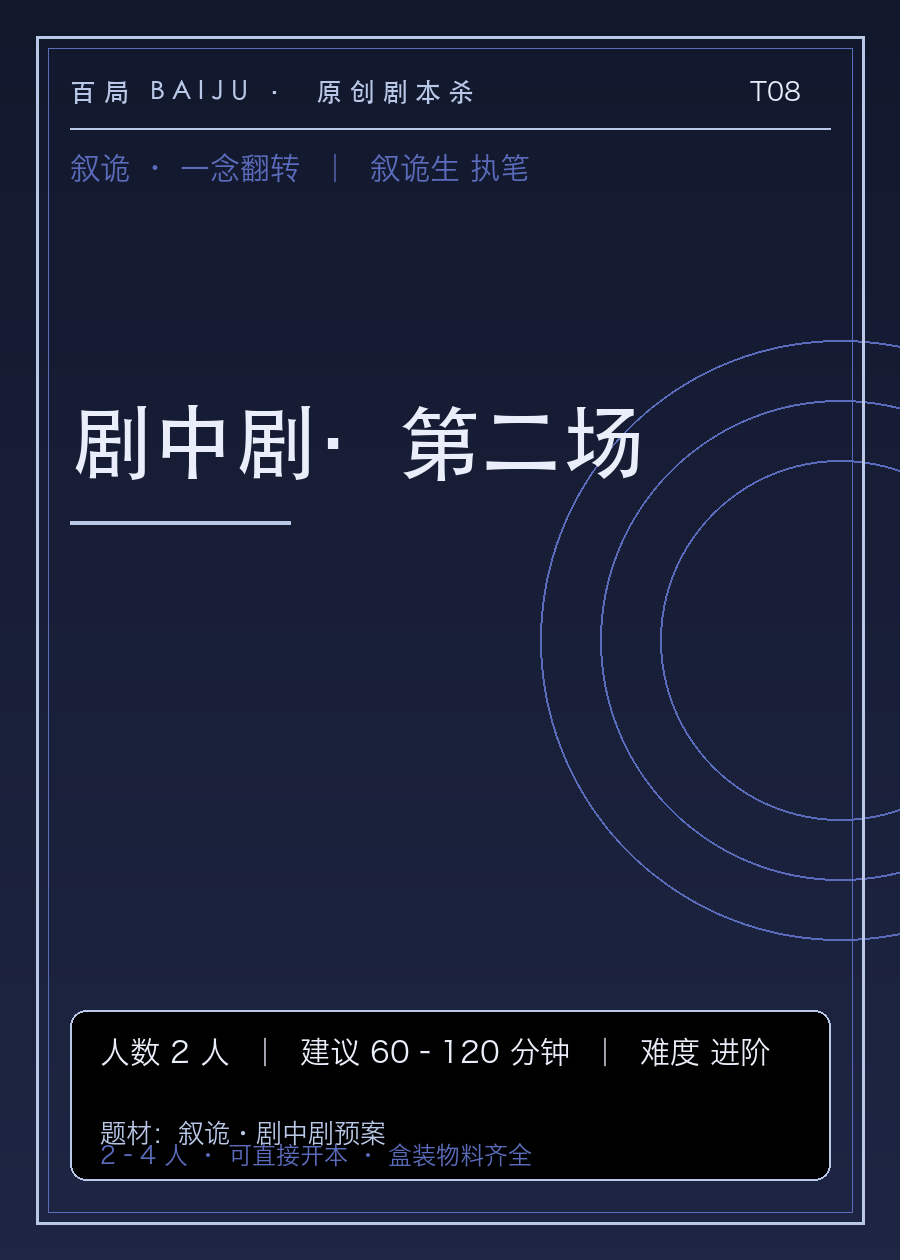 百局 BAIJU · 原创剧本杀
T08
叙诡 · 一念翻转 ｜ 叙诡生 执笔
剧中剧· 第二场
人数 2 人 ｜ 建议 60 - 120 分钟 ｜ 难度 进阶
题材: 叙诡·剧中剧预案
2-4 人 · 可直接开本 · 盒装物料齐全